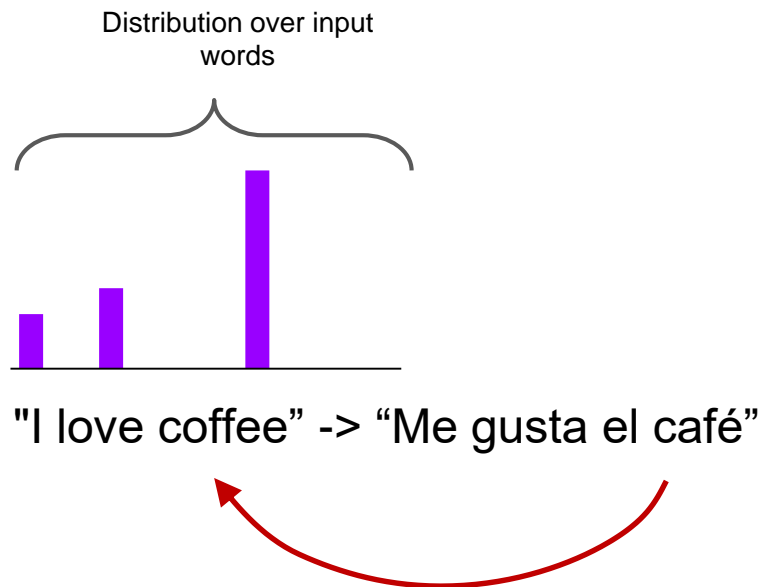 Distribution over input
words
"I love coffee” -> “Me gusta el café”